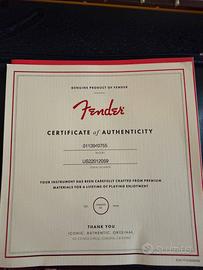 GENUINE PRODUCT OF FENDER
Fender
CERTIFICATE of AUTHENTICITY
0113940755
US22012059
YOUR INSTRUMENT HAS BEEN CAREFULLY CRAFTED FROM PREMIUM
MATERIALS FOR A LIFETIME OF PLAYING ENJOYMENT
THANK YOU
ICONIC. AUTHENTIC. ORIGINAL.